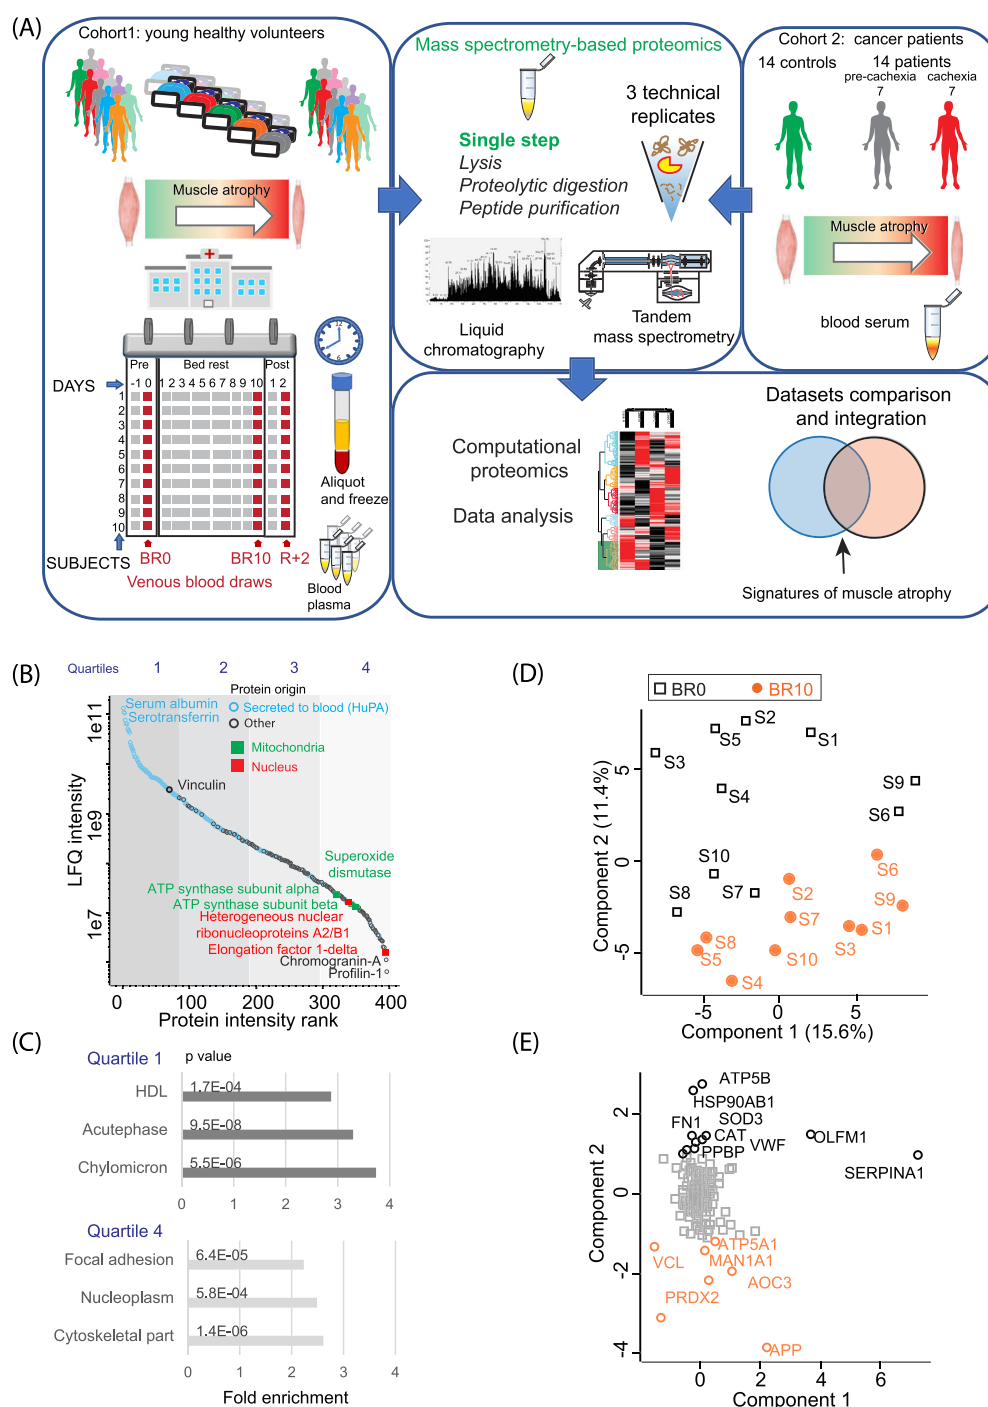 (A)
Cohort1: young healthy volunteers
Muscle atrophy
Pre
Bed rest
Post
DAYS
-1 0 1 2 3 4 5 6 7 8 9 10 1 2
1
2
3
4
5
6
7
8
9
10
SUBJECTS
BR0
BR10
R+2
Venous blood draws
12
6
Aliquot
and freeze
Blood
plasma
Mass spectrometry-based proteomics
3 technical
replicates
Single step
Lysis
Proteolytic digestion
Peptide purification
Liquid
chromatography
Tandem
mass spectrometry
Cohort 2: cancer patients
14 controls
14 patients
pre-cachexia
cachexia
7
7
Muscle atrophy
blood serum
Computational
proteomics
Data analysis
Datasets comparison
and integration
Signatures of muscle atrophy
(B)
Quartiles
1
2
3
4
Protein origin
Secreted to blood (HuPA)
Other
Mitochondria
Nucleus
Serum albumin
Serotransferrin
Vinculin
Superoxide
dismutase
ATP synthase subunit alpha
ATP synthase subunit beta
Heterogeneous nuclear
ribonucleoproteins A2/B1
Elongation factor 1-delta
Chromogranin-A
Profilin-1
LFQ intensity
1e11
1e9
1e7
0
100
200
300
400
Protein intensity rank
(C)
Quartile 1
p value
HDL
1.7E-04
Acutephase
9.5E-08
Chylomicron
5.5E-06
0
1
2
3
4
Quartile 4
Focal adhesion
6.4E-05
Nucleoplasm
5.8E-04
Cytoskeletal part
1.4E-06
0
1
2
3
4
Fold enrichment
(D)
BR0
BR10
S2
S5
S1
S3
S4
S9
S6
S10
S8
S7
S6
S2
S9
S7
S3
S1
S8
S5
S10
S4
Component 2 (11.4%)
5
0
-5
-5
0
5
Component 1 (15.6%)
(E)
ATP5B
HSP90AB1
SOD3
FN1
CAT
VWF
OLFM1
PPBP
SERPINA1
ATP5A1
VCL
MAN1A1
AOC3
PRDX2
APP
Component 2
2
0
-2
-4
0
2
4
6
Component 1